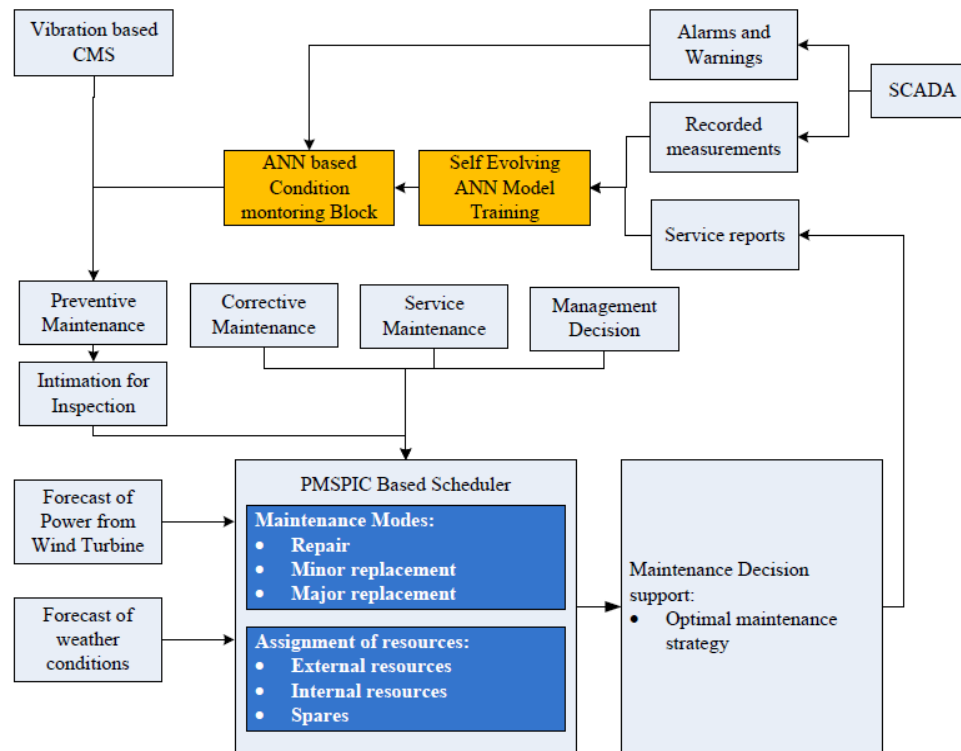 Vibration based
CMS
Alarms and
Warnings
SCADA
Recorded
measurements
ANN based
Condition
montoring Block
Self Evolving
ANN Model
Training
Service reports
Preventive
Maintenance
Corrective
Maintenance
Service
Maintenance
Management
Decision
Intimation for
Inspection
PMSPIC Based Scheduler
Forecast of
Power from
Wind Turbine
Maintenance Modes:
• Repair
• Minor replacement
• Major replacement
Maintenance Decision
support:
• Optimal maintenance
strategy
Forecast of
weather
conditions
Assignment of resources:
• External resources
• Internal resources
• Spares